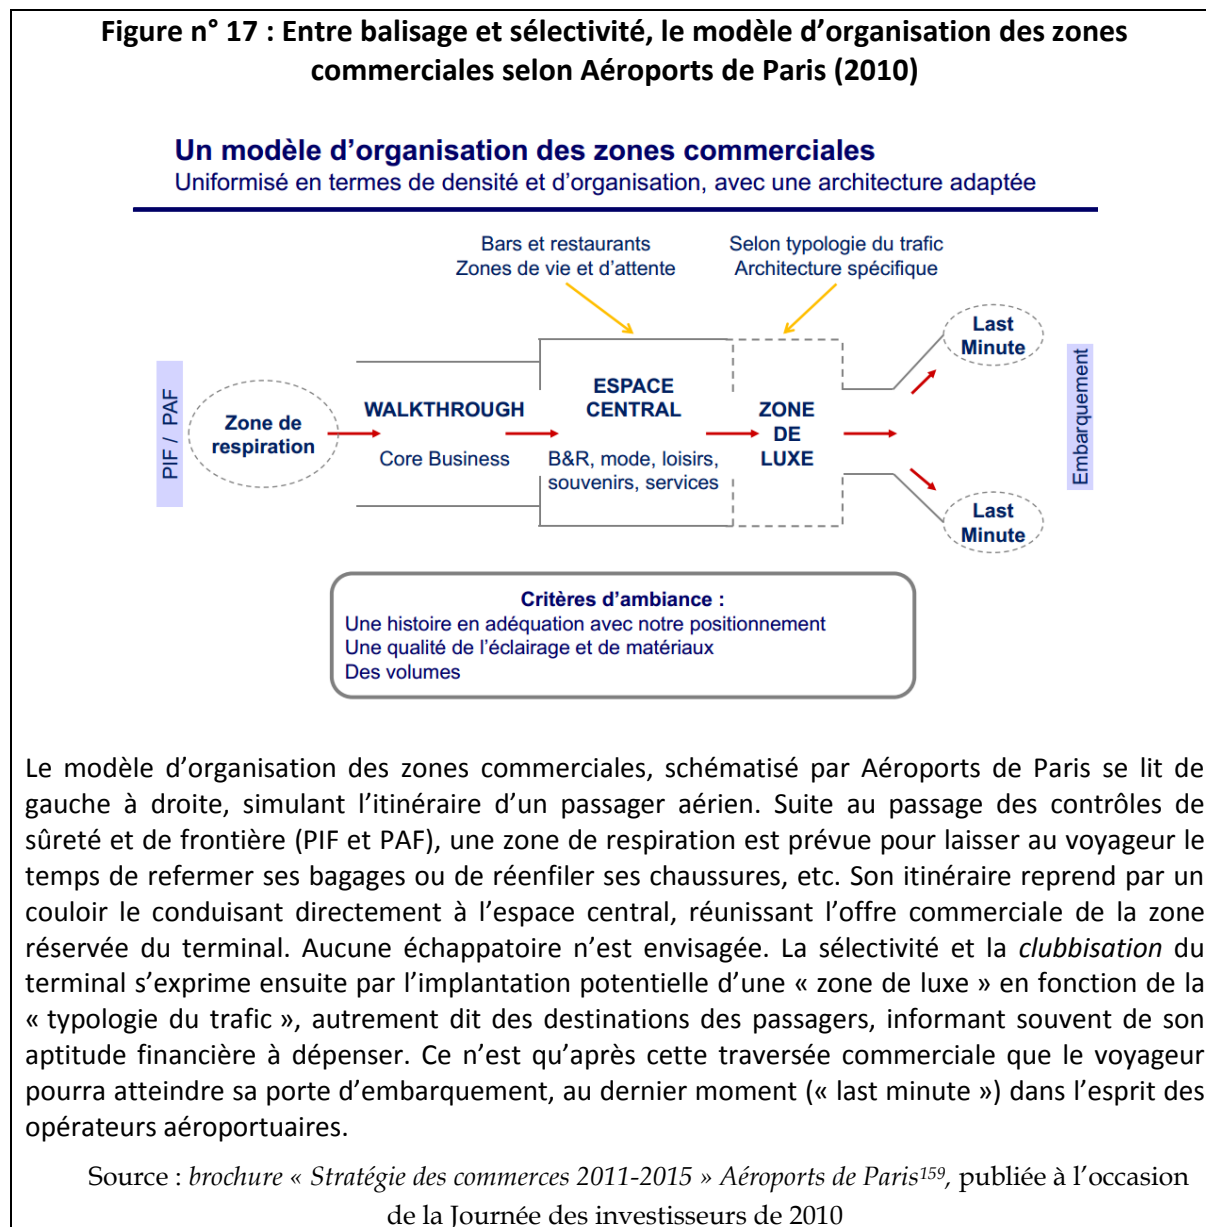 Figure n° 17 : Entre balisage et sélectivité, le modèle d’organisation des zones
commerciales selon Aéroports de Paris (2010)
Un modèle d’organisation des zones commerciales
Uniformisé en termes de densité et d’organisation, avec une architecture adaptée
Bars et restaurants
Zones de vie et d’attente
Selon typologie du trafic
Architecture spécifique
PIF / PAF
Zone de
respiration
WALKTHROUGH
Core Business
ESPACE
CENTRAL
B&R, mode, loisirs,
souvenirs, services
ZONE
DE
LUXE
Last
Minute
Last
Minute
Embarquement
Critères d’ambiance :
Une histoire en adéquation avec notre positionnement
Une qualité de l’éclairage et de matériaux
Des volumes
Le modèle d’organisation des zones commerciales, schématisé par Aéroports de Paris se lit de
gauche à droite, simulant l’itinéraire d’un passager aérien. Suite au passage des contrôles de
sûreté et de frontière (PIF et PAF), une zone de respiration est prévue pour laisser au voyageur le
temps de refermer ses bagages ou de réenfiler ses chaussures, etc. Son itinéraire reprend par un
couloir le conduisant directement à l’espace central, réunissant l’offre commerciale de la zone
réservée du terminal. Aucune échappatoire n’est envisagée. La sélectivité et la clubbisation du
terminal s’exprime ensuite par l’implantation potentielle d’une « zone de luxe » en fonction de la
« typologie du trafic », autrement dit des destinations des passagers, informant souvent de son
aptitude financière à dépenser. Ce n’est qu’après cette traversée commerciale que le voyageur
pourra atteindre sa porte d’embarquement, au dernier moment (« last minute ») dans l’esprit des
opérateurs aéroportuaires.
Source : brochure « Stratégie des commerces 2011-2015 » Aéroports de Paris159, publiée à l’occasion
de la Journée des investisseurs de 2010